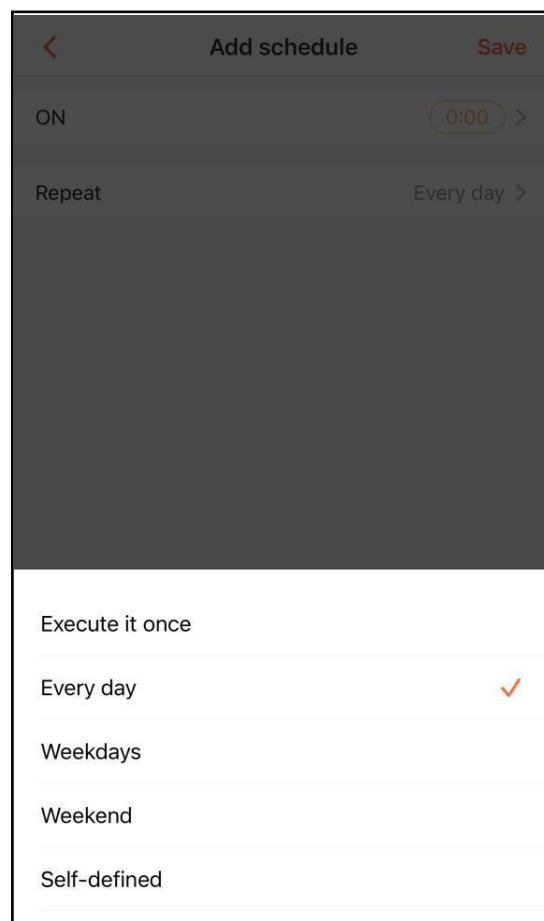 Add schedule Save
ON 0:00
Repeat Every day
Execute it once
Every day
Weekdays
Weekend
Self-defined